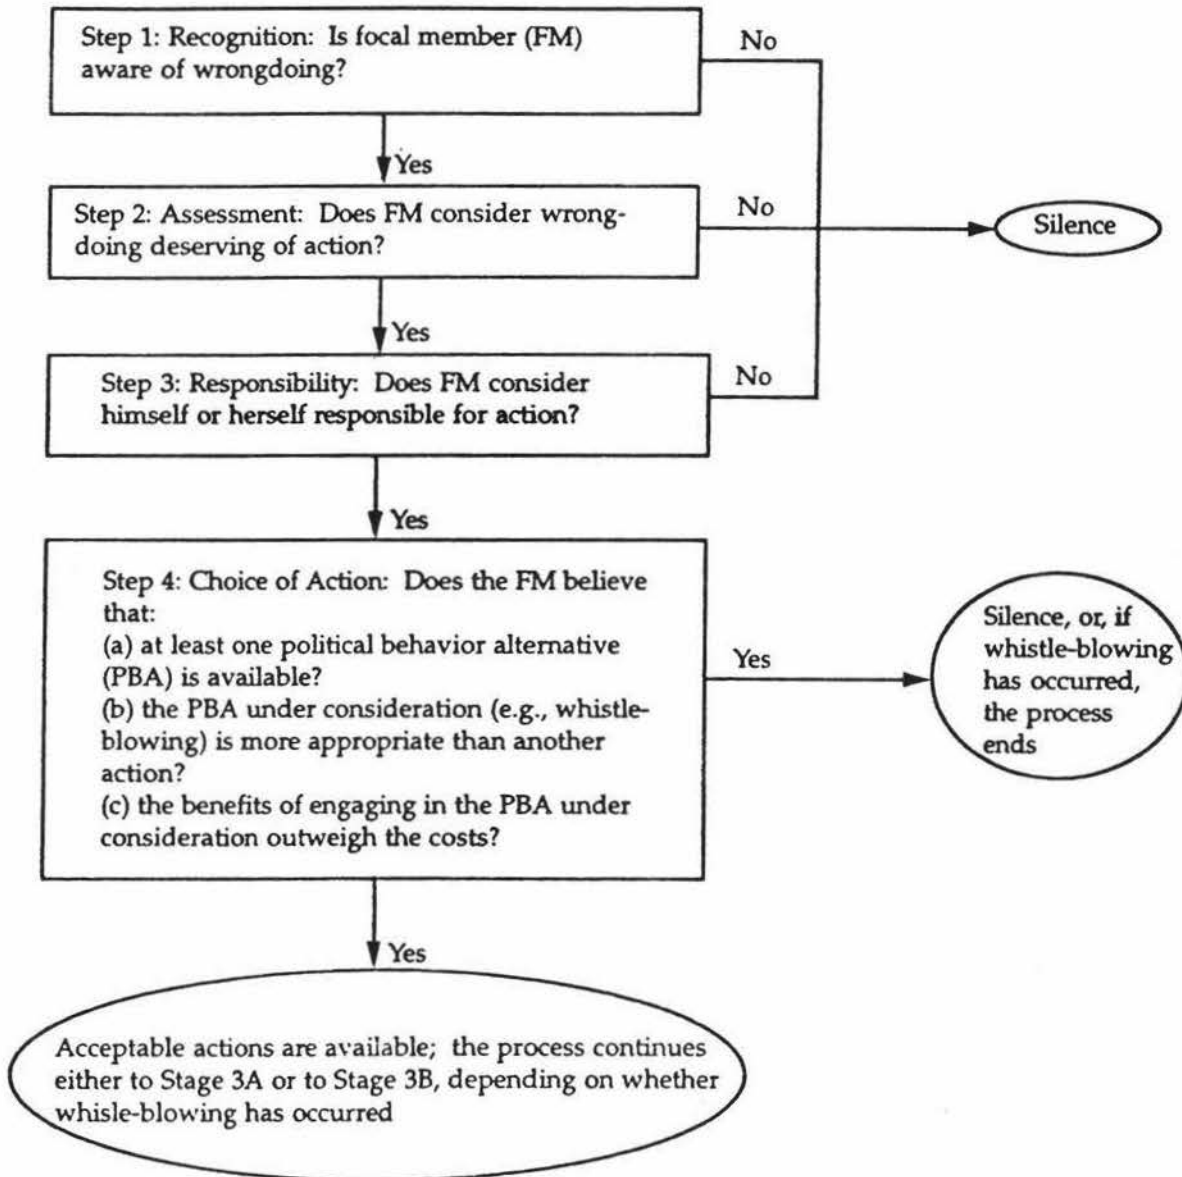 Step 1: Recognition: Is focal member (FM)
aware of wrongdoing?
No
Yes
Step 2: Assessment: Does FM consider wrong-
doing deserving of action?
No
Silence
Yes
Step 3: Responsibility: Does FM consider
himself or herself responsible for action?
No
Yes
Step 4: Choice of Action: Does the FM believe
that:
(a) at least one political behavior alternative
(PBA) is available?
(b) the PBA under consideration (e.g., whistle-
blowing) is more appropriate than another
action?
(c) the benefits of engaging in the PBA under
consideration outweigh the costs?
Yes
Silence, or, if
whistle-blowing
has occurred,
the process
ends
Yes
Acceptable actions are available; the process continues
either to Stage 3A or to Stage 3B, depending on whether
whisle-blowing has occurred